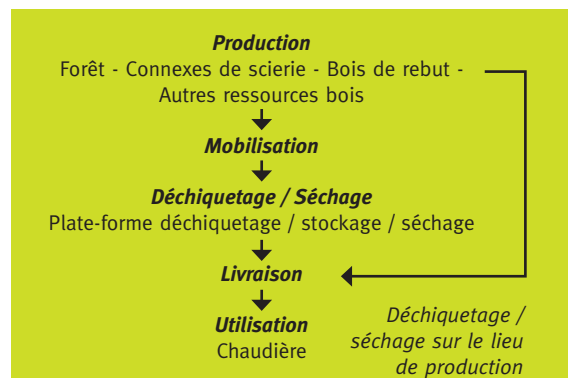 Production
Forêt - Connexes de scierie - Bois de rebut -
Autres ressources bois
Mobilisation
Déchiquetage / Séchage
Plate-forme déchiquetage / stockage / séchage
Livraison
Utilisation
Chaudière
Déchiquetage /
séchage sur le lieu
de production